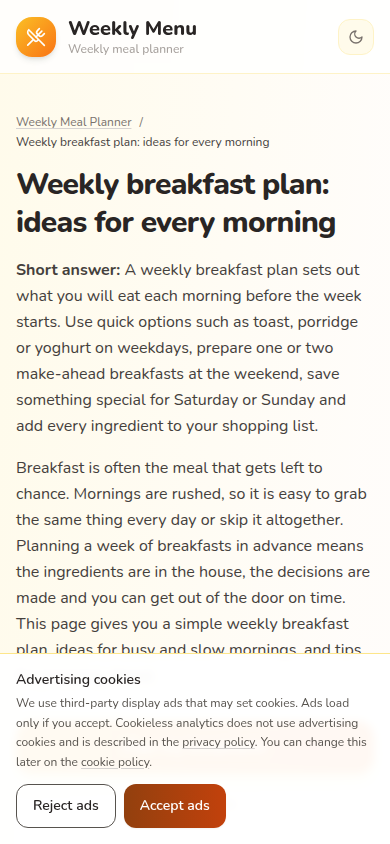 Weekly Menu
Weekly meal planner
Weekly Meal Planner /
Weekly breakfast plan: ideas for every morning
Weekly breakfast plan:
ideas for every morning
Short answer: A weekly breakfast plan sets out
what you will eat each morning before the week
starts. Use quick options such as toast, porridge
or yoghurt on weekdays, prepare one or two
make-ahead breakfasts at the weekend, save
something special for Saturday or Sunday and
add every ingredient to your shopping list.
Breakfast is often the meal that gets left to
chance. Mornings are rushed, so it is easy to grab
the same thing every day or skip it altogether.
Planning a week of breakfasts in advance means
the ingredients are in the house, the decisions are
made and you can get out of the door on time.
This page gives you a simple weekly breakfast
plan, ideas for busy and slow mornings, and tips
Advertising cookies
We use third-party display ads that may set cookies. Ads load
only if you accept. Cookieless analytics does not use advertising
cookies and is described in the privacy policy. You can change this
later on the cookie policy.
Reject ads
Accept ads